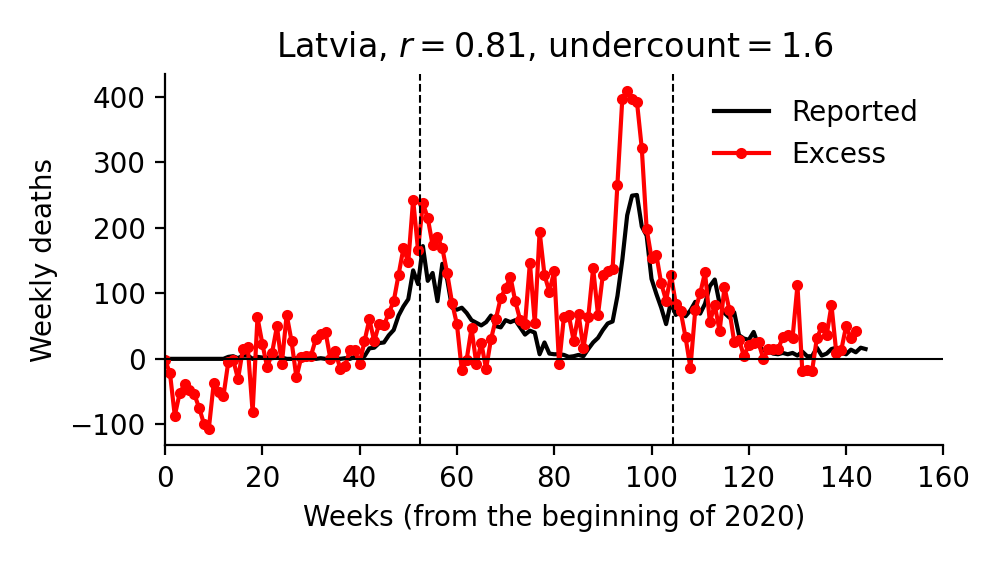 Latvia, r = 0.81, undercount = 1.6
Weekly deaths
400
300
200
100
0
−100
Reported
Excess
0 20 40 60 80 100 120 140 160
Weeks (from the beginning of 2020)